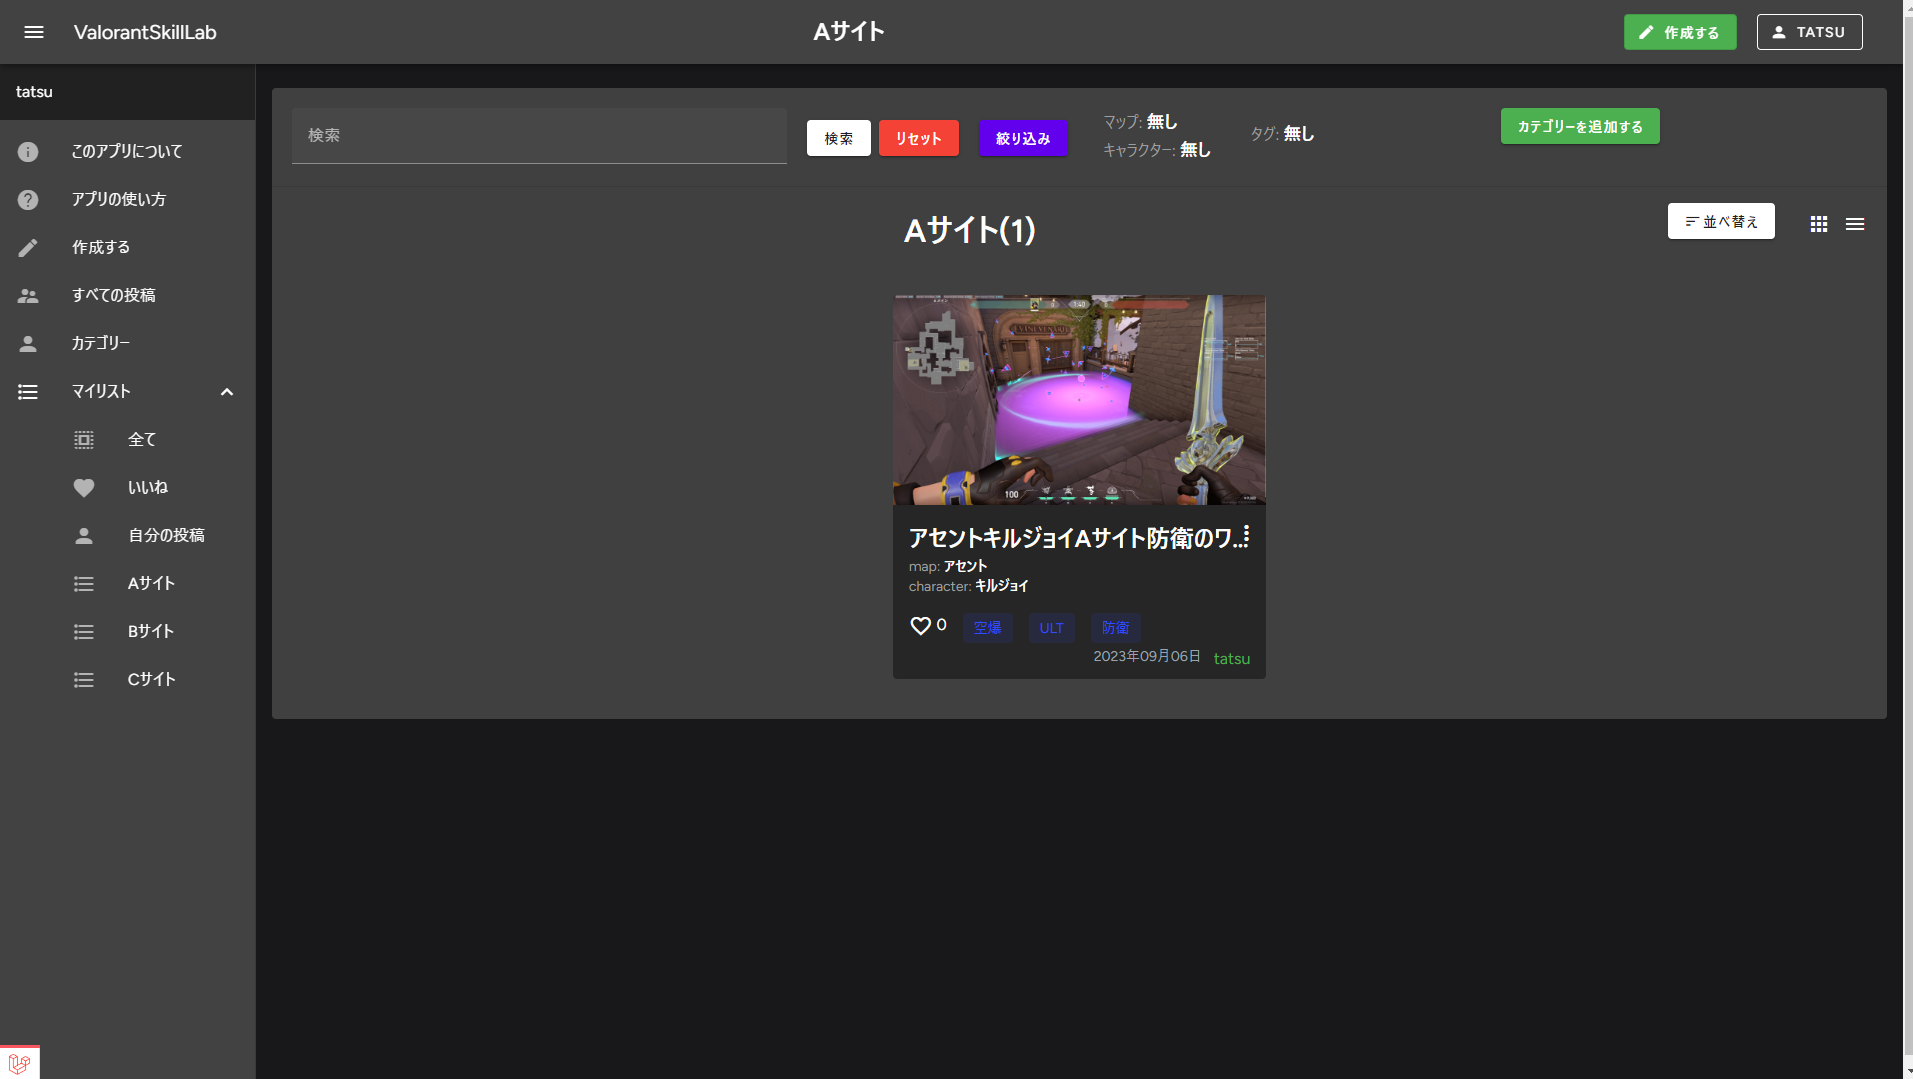 ValorantSkillLab
Aサイト
作成する
TATSU
tatsu
このアプリについて
アプリの使い方
作成する
すべての投稿
カテゴリー
マイリスト
全て
いいね
自分の投稿
Aサイト
Bサイト
Cサイト
検索
検索
リセット
絞り込み
マップ: 無し
キャラクター: 無し
タグ: 無し
カテゴリーを追加する
Aサイト(1)
並べ替え
1:40
100
アセントキルジョイAサイト防衛のワ...
map: アセント
character: キルジョイ
0
空爆
ULT
防衛
2023年09月06日
tatsu